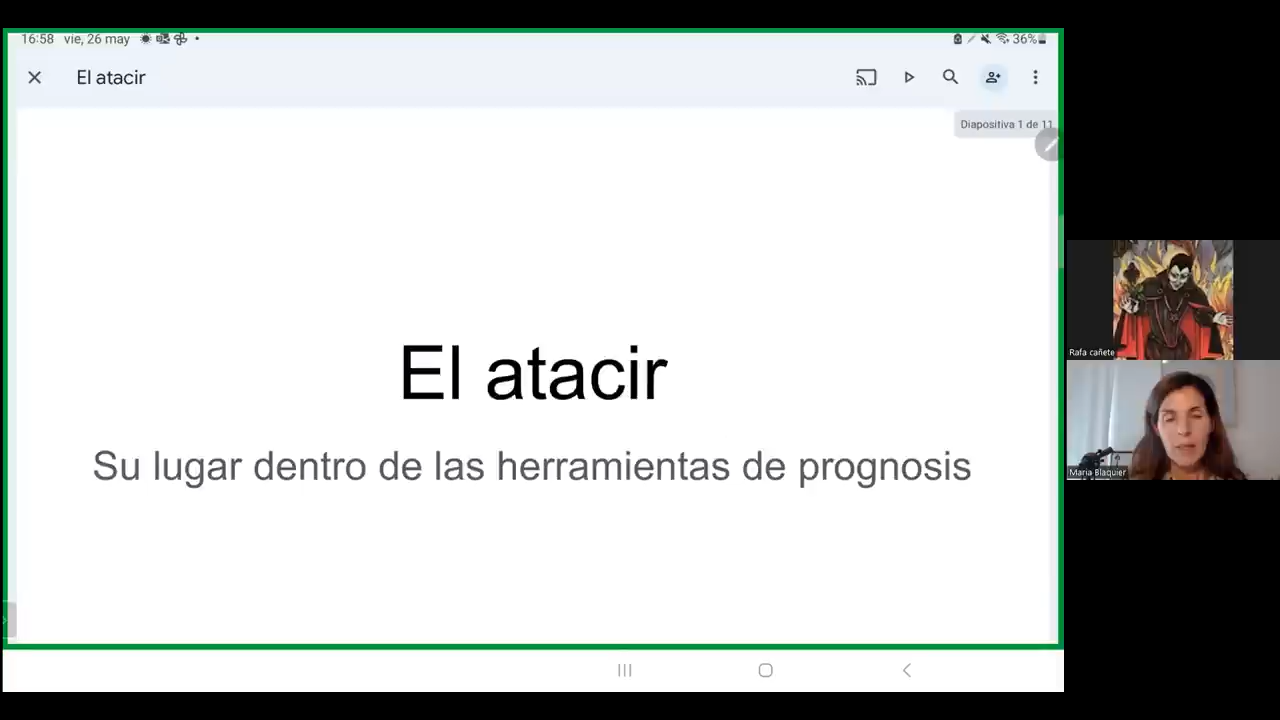 16:58 vie, 26 may
36%
El atacir
Diapositiva 1 de 11
El atacir
Su lugar dentro de las herramientas de prognosis
Rafa cañete
Maria Blaquier